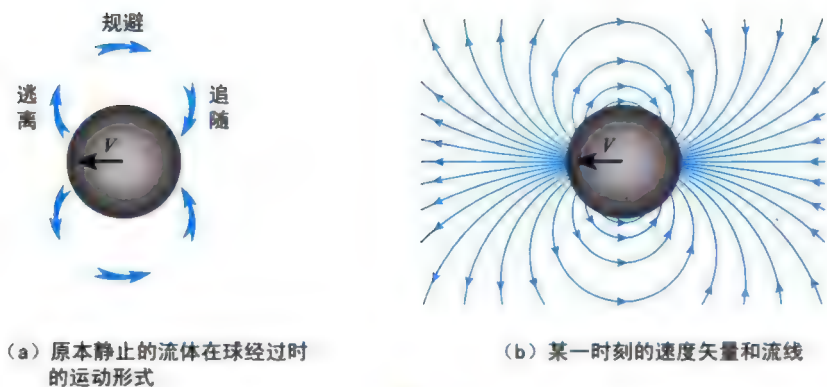 规避
逃离
追随
V
V
(a) 原本静止的流体在球经过时
的运动形式
(b) 某一时刻的速度矢量和流线